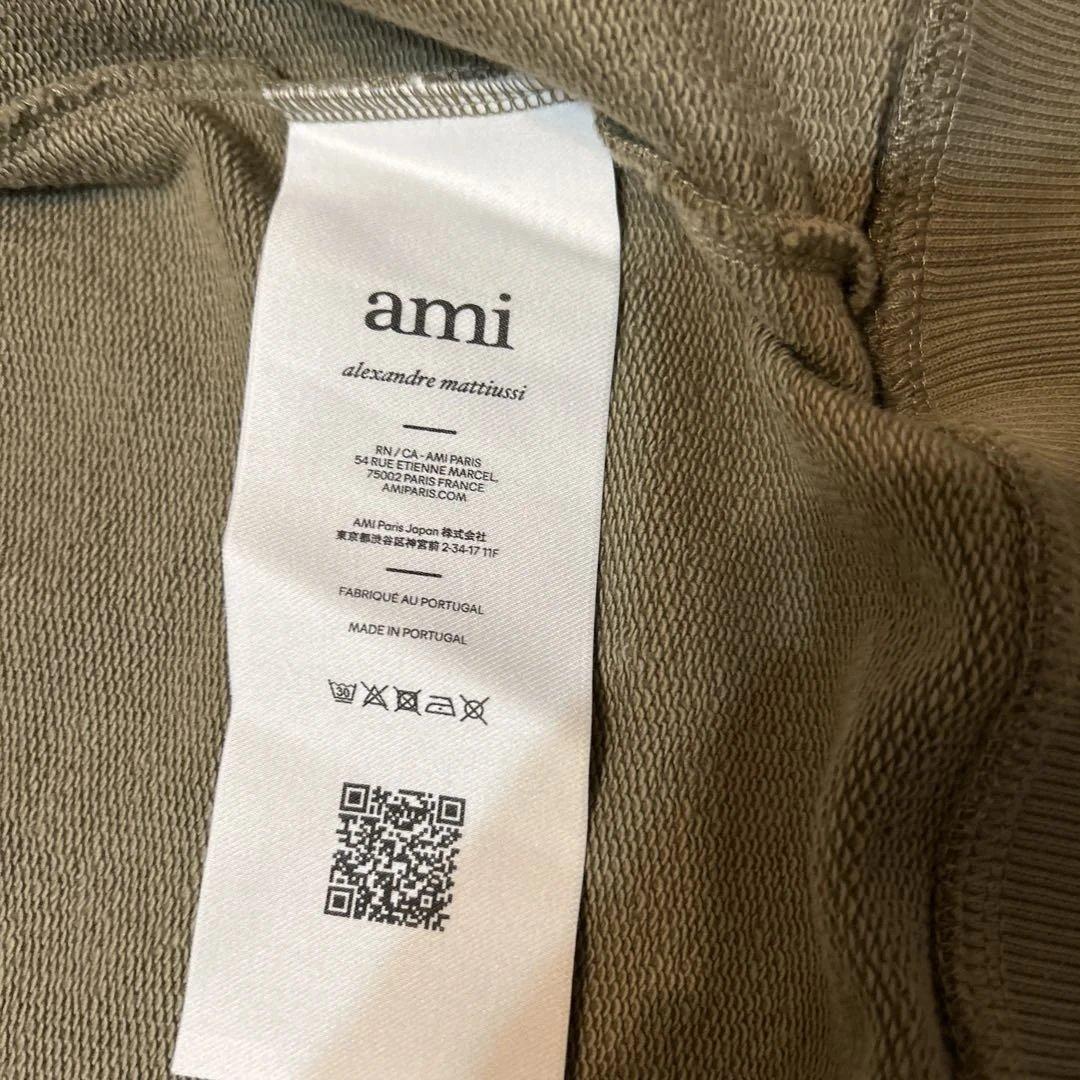 ami
alexandre mattiussi
RN / CA - AMI PARIS
54 RUE ETIENNE MARCEL,
75002 PARIS FRANCE
AMIPARIS.COM
AMI Paris Japan 株式会社
東京都渋谷区神宮前 2-34-17 11F
FABRIQUÉ AU PORTUGAL
MADE IN PORTUGAL
30